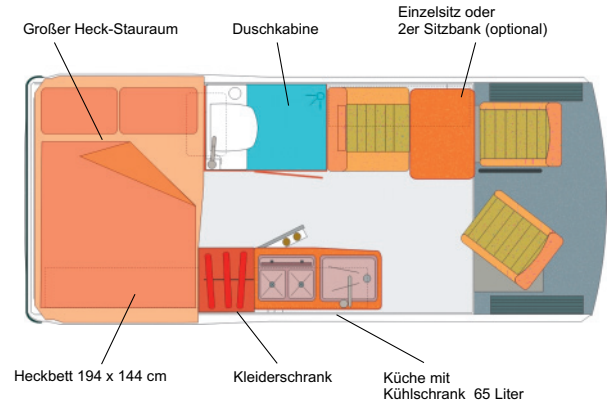 Großer Heck-Stauraum
Duschkabine
Einzelsitz oder
2er Sitzbank (optional)
Heckbett 194 x 144 cm
Kleiderschrank
Küche mit
Kühlschrank 65 Liter